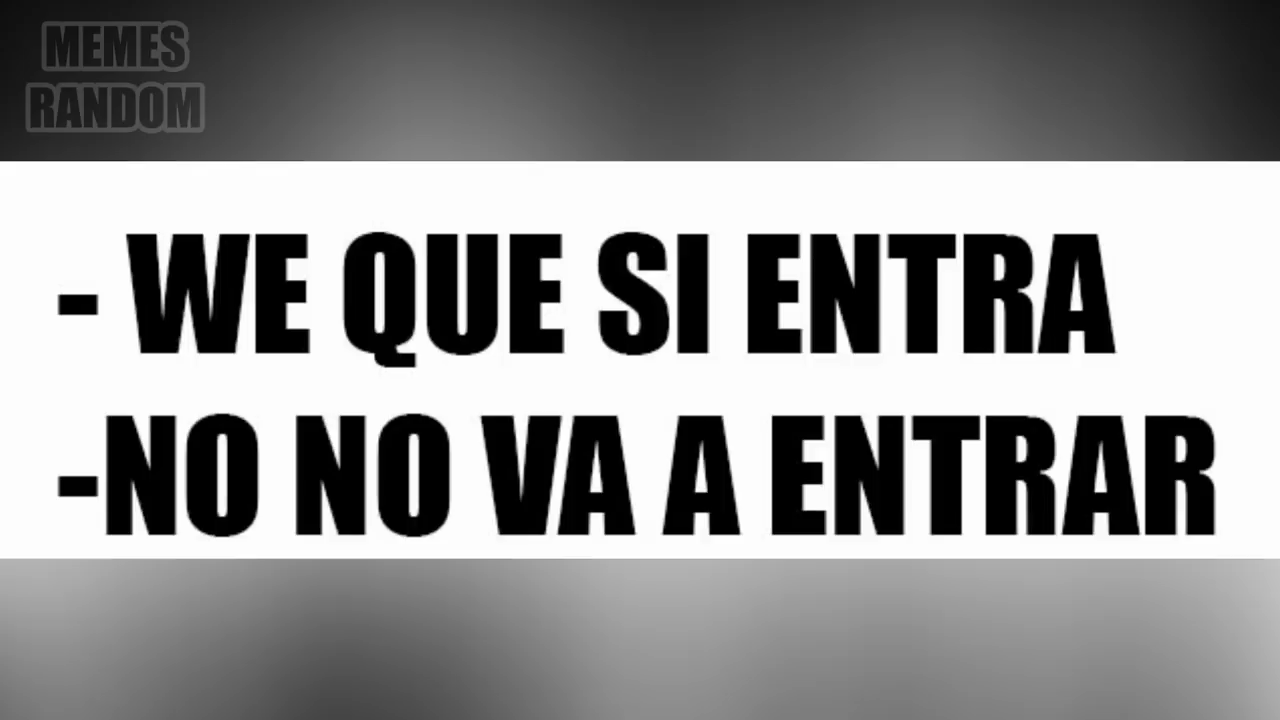 MEMES
RANDOM
- WE QUE SI ENTRA
-NO NO VA A ENTRAR